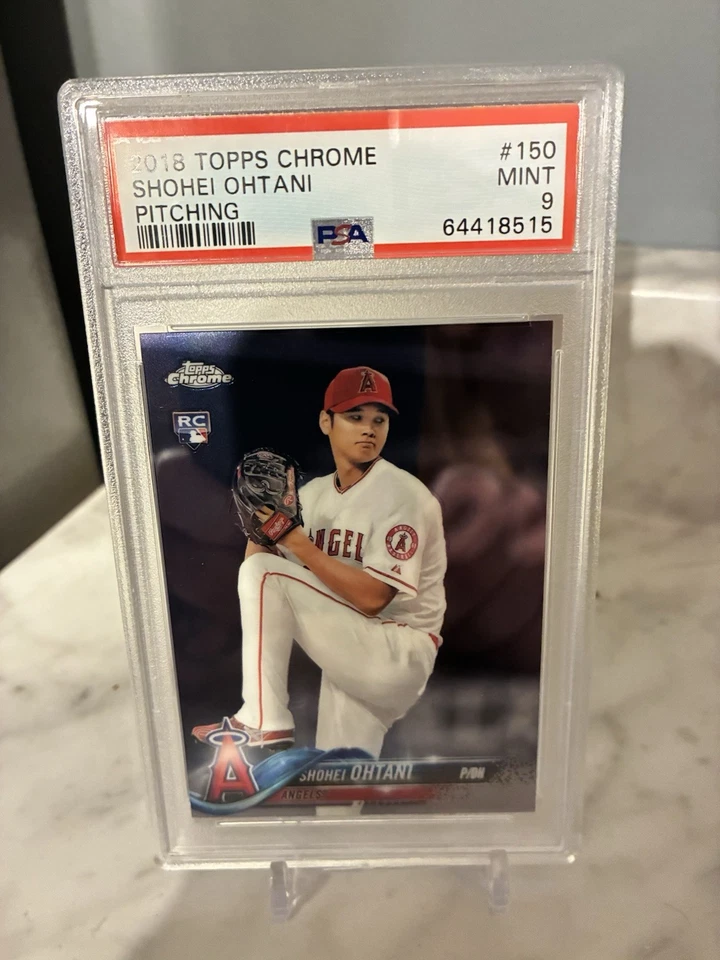 2018 TOPPS CHROME #150
SHOHEI OHTANI MINT
PITCHING 9
PSA 64418515
Topps
Chrome
RC
A
ANGEL
A
SHOHEI OHTANI P/DH
ANGELS